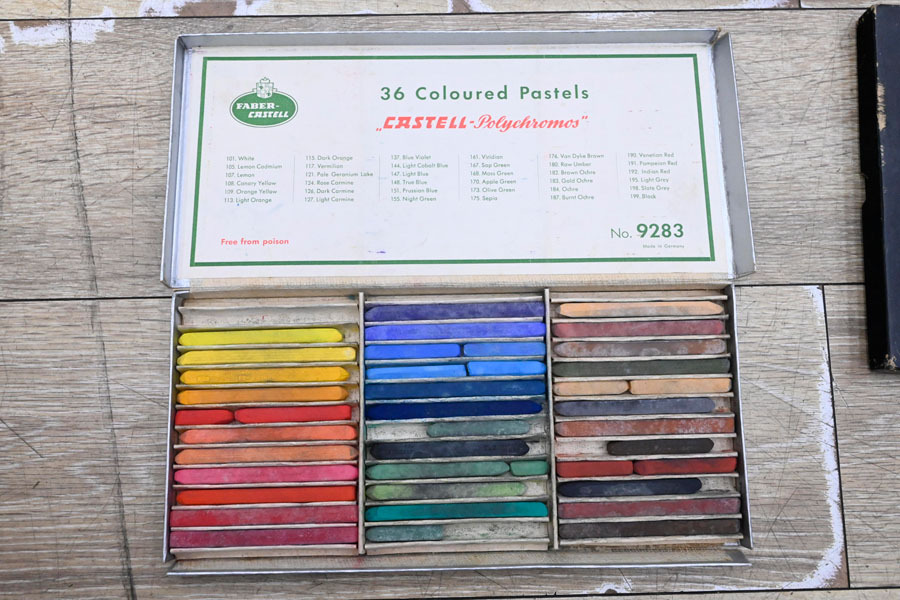 FABER-
CASTELL
36 Coloured Pastels
„CASTELL-Polychromos"
101. White
105. Lemon Cadmium
107. Lemon
108. Canary Yellow
109. Orange Yellow
113. Light Orange
115. Dark Orange
117. Vermilion
121. Pale Geranium Lake
124. Rose Carmine
126. Dark Carmine
127. Light Carmine
137. Blue Violet
144. Light Cobalt Blue
147. Light Blue
148. True Blue
151. Prussian Blue
155. Night Green
161. Viridian
167. Sap Green
168. Moss Green
170. Apple Green
173. Olive Green
175. Sepia
176. Van Dyke Brown
180. Raw Umber
182. Brown Ochre
183. Gold Ochre
184. Ochre
187. Burnt Ochre
190. Venetian Red
191. Pompeian Red
192. Indian Red
195. Light Grey
198. Slate Grey
199. Black
Free from poison
No. 9283
Made in Germany